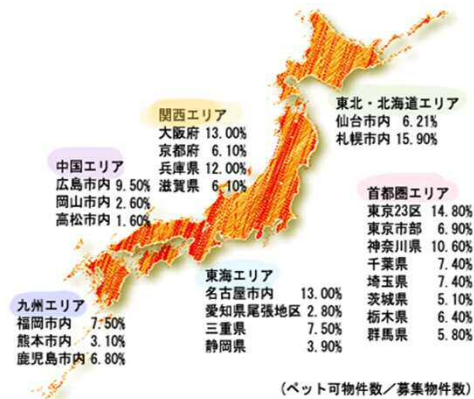 関西エリア
大阪府 13.00%
京都府 6.10%
兵庫県 12.00%
滋賀県 6.10%
東北・北海道エリア
仙台市内 6.21%
札幌市内 15.90%
中国エリア
広島市内 9.50%
岡山市内 2.60%
高松市内 1.60%
首都圏エリア
東京23区 14.80%
東京市部 6.90%
神奈川県 10.60%
千葉県 7.40%
埼玉県 7.40%
茨城県 5.10%
栃木県 6.40%
群馬県 5.80%
東海エリア
名古屋市内 13.00%
愛知県尾張地区 2.80%
三重県 7.50%
静岡県 3.90%
九州エリア
福岡市内 7.50%
熊本市内 3.10%
鹿児島市内 6.80%
(ペット可物件数/募集物件数)